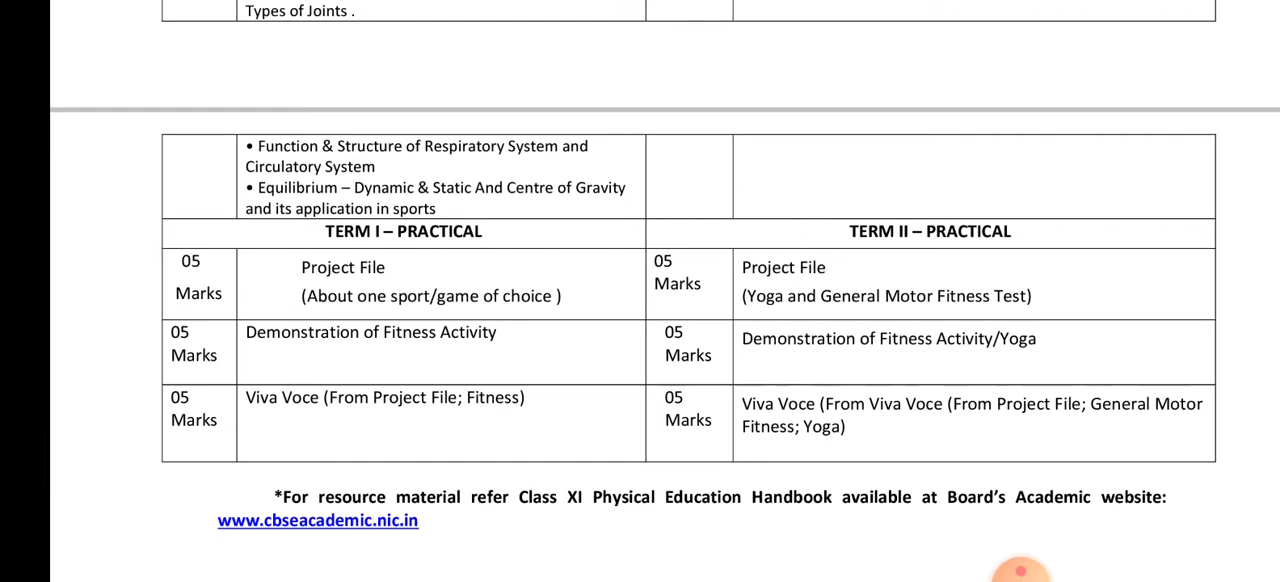 Types of Joints .
• Function & Structure of Respiratory System and
Circulatory System
• Equilibrium – Dynamic & Static And Centre of Gravity
and its application in sports
TERM I – PRACTICAL
TERM II – PRACTICAL
05
Marks
Project File
(About one sport/game of choice )
05
Marks
Project File
(Yoga and General Motor Fitness Test)
05
Marks
Demonstration of Fitness Activity
05
Marks
Demonstration of Fitness Activity/Yoga
05
Marks
Viva Voce (From Project File; Fitness)
05
Marks
Viva Voce (From Viva Voce (From Project File; General Motor
Fitness; Yoga)
*For resource material refer Class XI Physical Education Handbook available at Board’s Academic website:
www.cbseacademic.nic.in